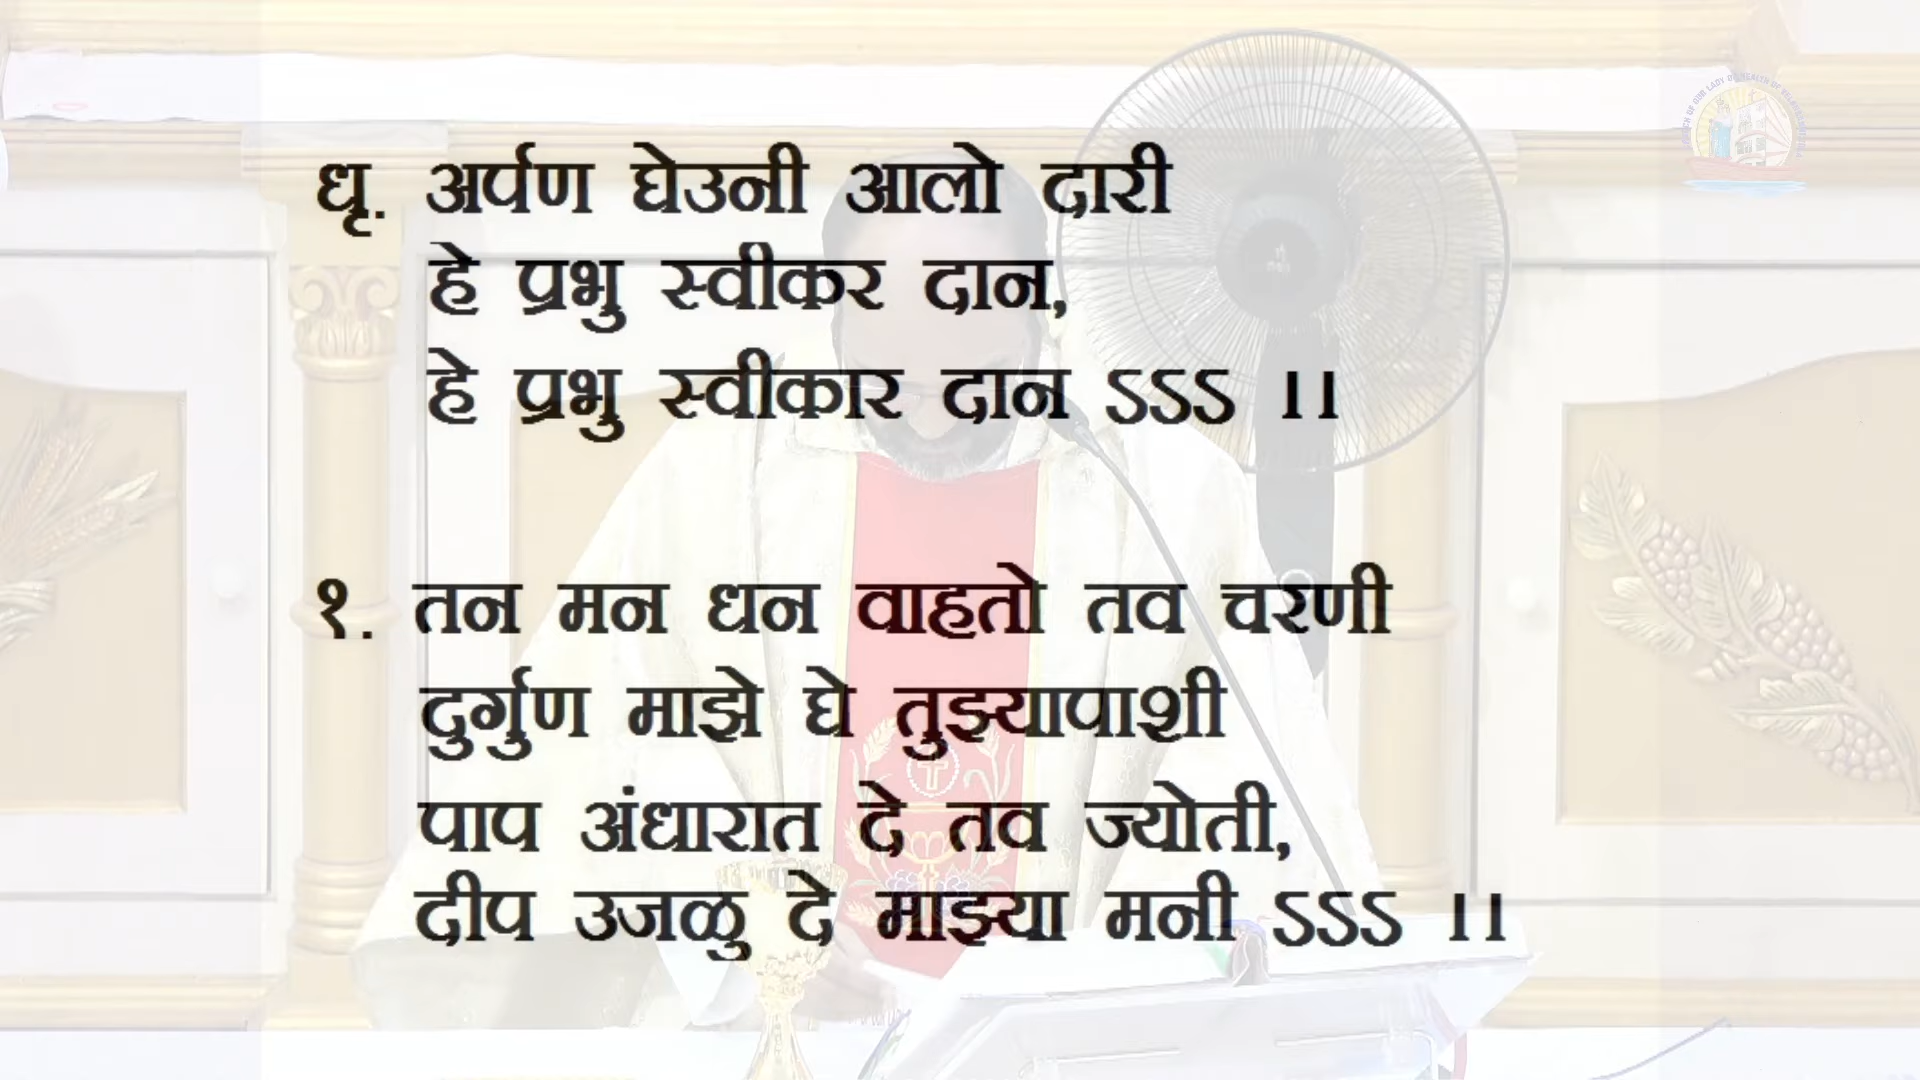 धृ. अर्पण घेउनी आलो दारी
हे प्रभु स्वीकर दान,
हे प्रभु स्वीकार दान ऽऽऽ ।।
१. तन मन धन वाहतो तव चरणी
दुर्गुण माझे घे तुझ्यापाशी
पाप अंधारात दे तव ज्योती,
दीप उजळु दे माझ्या मनी ऽऽऽ ।।